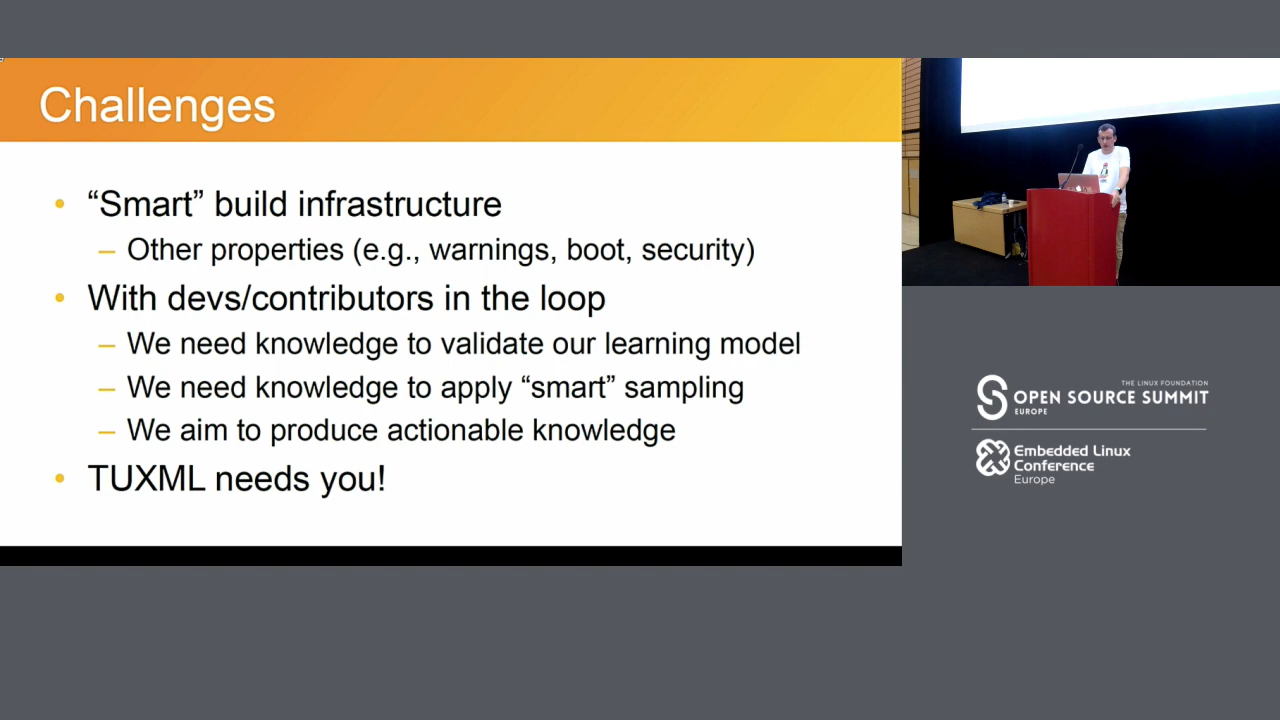 Challenges
• “Smart” build infrastructure
– Other properties (e.g., warnings, boot, security)
• With devs/contributors in the loop
– We need knowledge to validate our learning model
– We need knowledge to apply “smart” sampling
– We aim to produce actionable knowledge
• TUXML needs you!
THE LINUX FOUNDATION
OPEN SOURCE SUMMIT
EUROPE
Embedded Linux
Conference
Europe